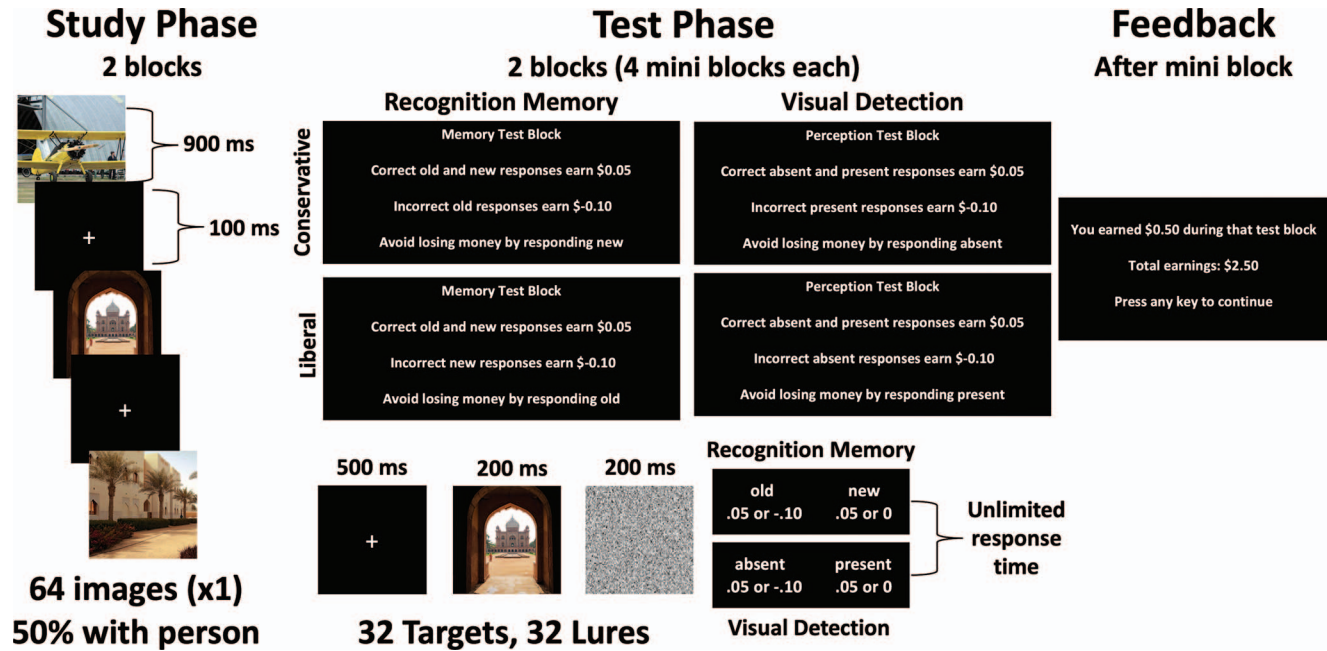 Study Phase
2 blocks
900 ms
100 ms
64 images (x1)
50% with person
Test Phase
2 blocks (4 mini blocks each)
Recognition Memory
Visual Detection
Conservative
Memory Test Block
Correct old and new responses earn $0.05
Incorrect old responses earn $-0.10
Avoid losing money by responding new
Perception Test Block
Correct absent and present responses earn $0.05
Incorrect present responses earn $-0.10
Avoid losing money by responding absent
Liberal
Memory Test Block
Correct old and new responses earn $0.05
Incorrect new responses earn $-0.10
Avoid losing money by responding old
Perception Test Block
Correct absent and present responses earn $0.05
Incorrect absent responses earn $-0.10
Avoid losing money by responding present
500 ms
200 ms
200 ms
32 Targets, 32 Lures
Recognition Memory
old new
.05 or -.10 .05 or 0
absent present
.05 or -.10 .05 or 0
Visual Detection
Unlimited
response
time
Feedback
After mini block
You earned $0.50 during that test block
Total earnings: $2.50
Press any key to continue